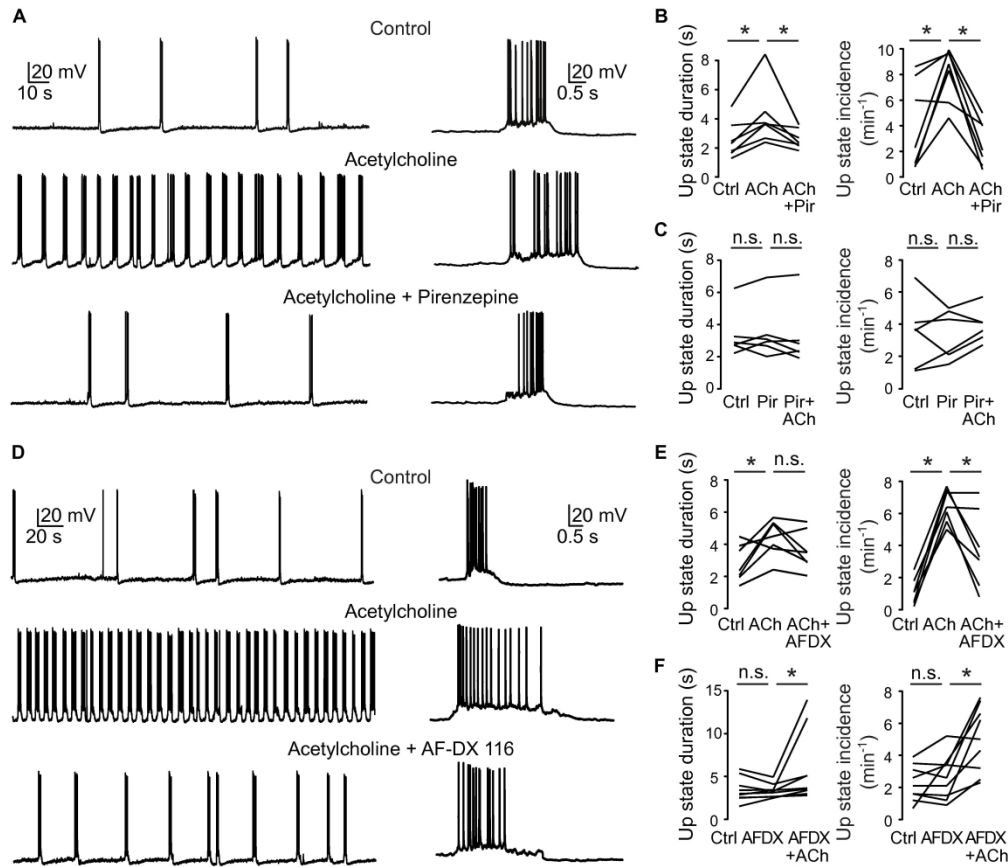 A
Control
20 mV
10 s
20 mV
0.5 s
Acetylcholine
Acetylcholine + Pirenzepine
B
Up state duration (s)
8
6
4
2
0
* *
Ctrl ACh ACh
+Pir
Up state incidence
(min-1)
10
8
6
4
2
0
* *
Ctrl ACh ACh
+Pir
C
Up state duration (s)
8
6
4
2
0
n.s. n.s.
Ctrl Pir Pir+
ACh
Up state incidence
(min-1)
8
6
4
2
0
n.s. n.s.
Ctrl Pir Pir+
ACh
D
Control
20 mV
20 s
20 mV
0.5 s
Acetylcholine
Acetylcholine + AF-DX 116
E
Up state duration (s)
8
6
4
2
0
* n.s.
Ctrl ACh ACh+
AFDX
Up state incidence
(min-1)
8
6
4
2
0
* *
Ctrl ACh ACh+
AFDX
F
Up state duration (s)
15
10
5
0
n.s. *
Ctrl AFDX AFDX
+ACh
Up state incidence
(min-1)
8
6
4
2
0
n.s. *
Ctrl AFDX AFDX
+ACh